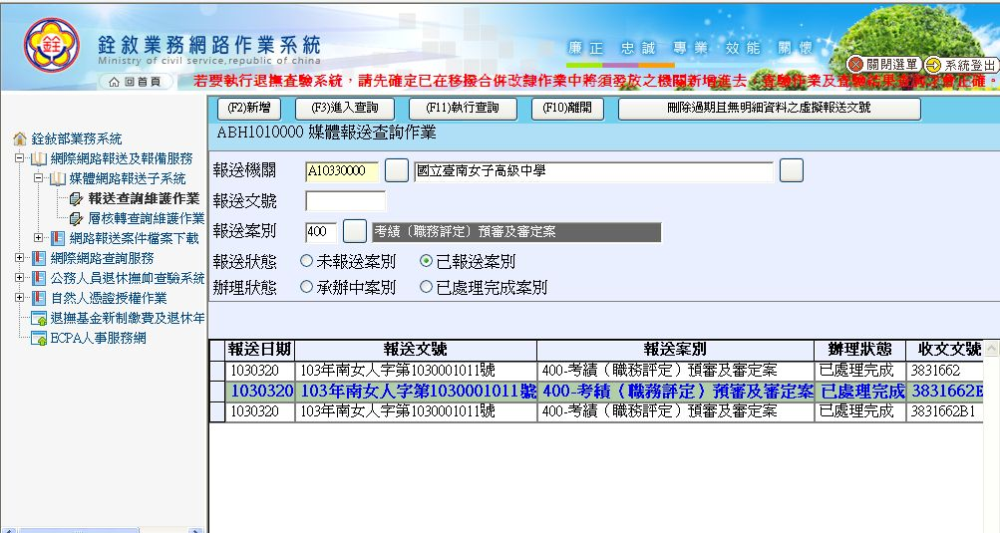 銓敘業務網路作業系統
Ministry of civil service,republic of china
廉正 忠誠 專業 效能 關懷
回首頁
關閉選單
系統登出
若要執行退撫查驗系統，請先確定已在移撥合併改隸作業中將須發放之機關新增進去
(F2)新增
(F3)進入查詢
(F11)執行查詢
(F10)離開
刪除過期且無明細資料之虛擬報送文號
ABH1010000 媒體報送查詢作業
銓敍部業務系統
網際網路報送及報備服務
媒體網路報送子系統
報送查詢維護作業
層核轉查詢維護作業
網路報送案件檔案下載
網際網路查詢服務
公務人員退休撫卹查驗系統
自然人憑證授權作業
退撫基金新制繳費及退休年
ECPA人事服務網
報送機關 A10330000 國立臺南女子高級中學
報送文號
報送案別 400 考績（職務評定）預審及審定案
報送狀態 未報送案別 已報送案別
辦理狀態 承辦中案別 已處理完成案別
報送日期 報送文號 報送案別 辦理狀態 收文文號
1030320 103年南女人字第1030001011號 400-考績（職務評定）預審及審定案 已處理完成 3831662
1030320 103年南女人字第1030001011號 400-考績（職務評定）預審及審定案 已處理完成 3831662B
1030320 103年南女人字第1030001011號 400-考績（職務評定）預審及審定案 已處理完成 3831662B1